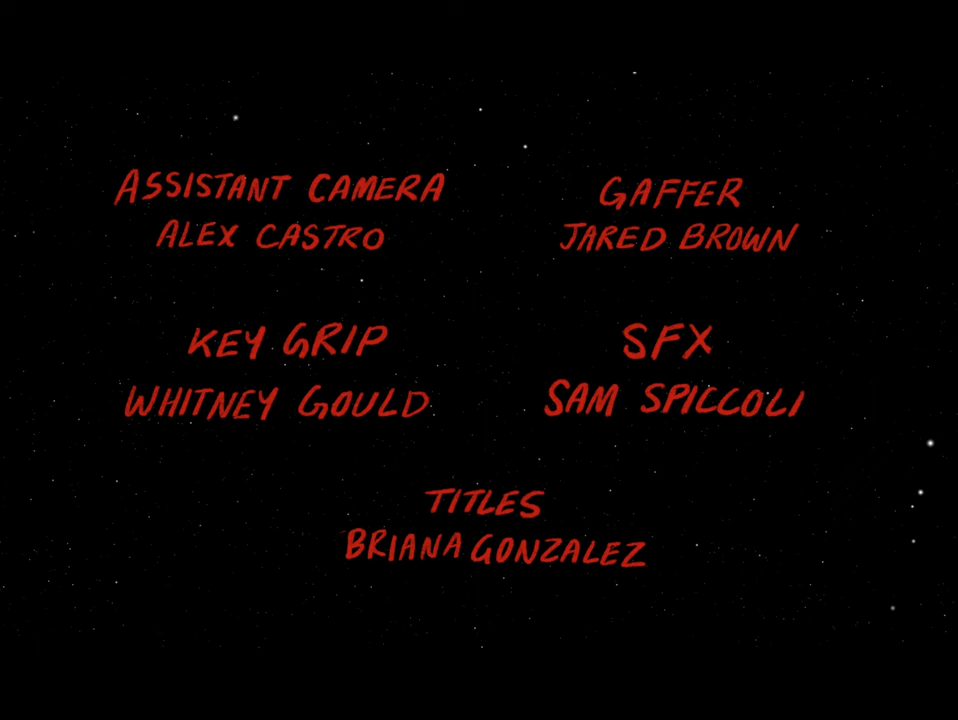 ASSISTANT CAMERA
ALEX CASTRO
GAFFER
JARED BROWN
KEY GRIP
WHITNEY GOULD
SFX
SAM SPICCOLI
TITLES
BRIANA GONZALEZ